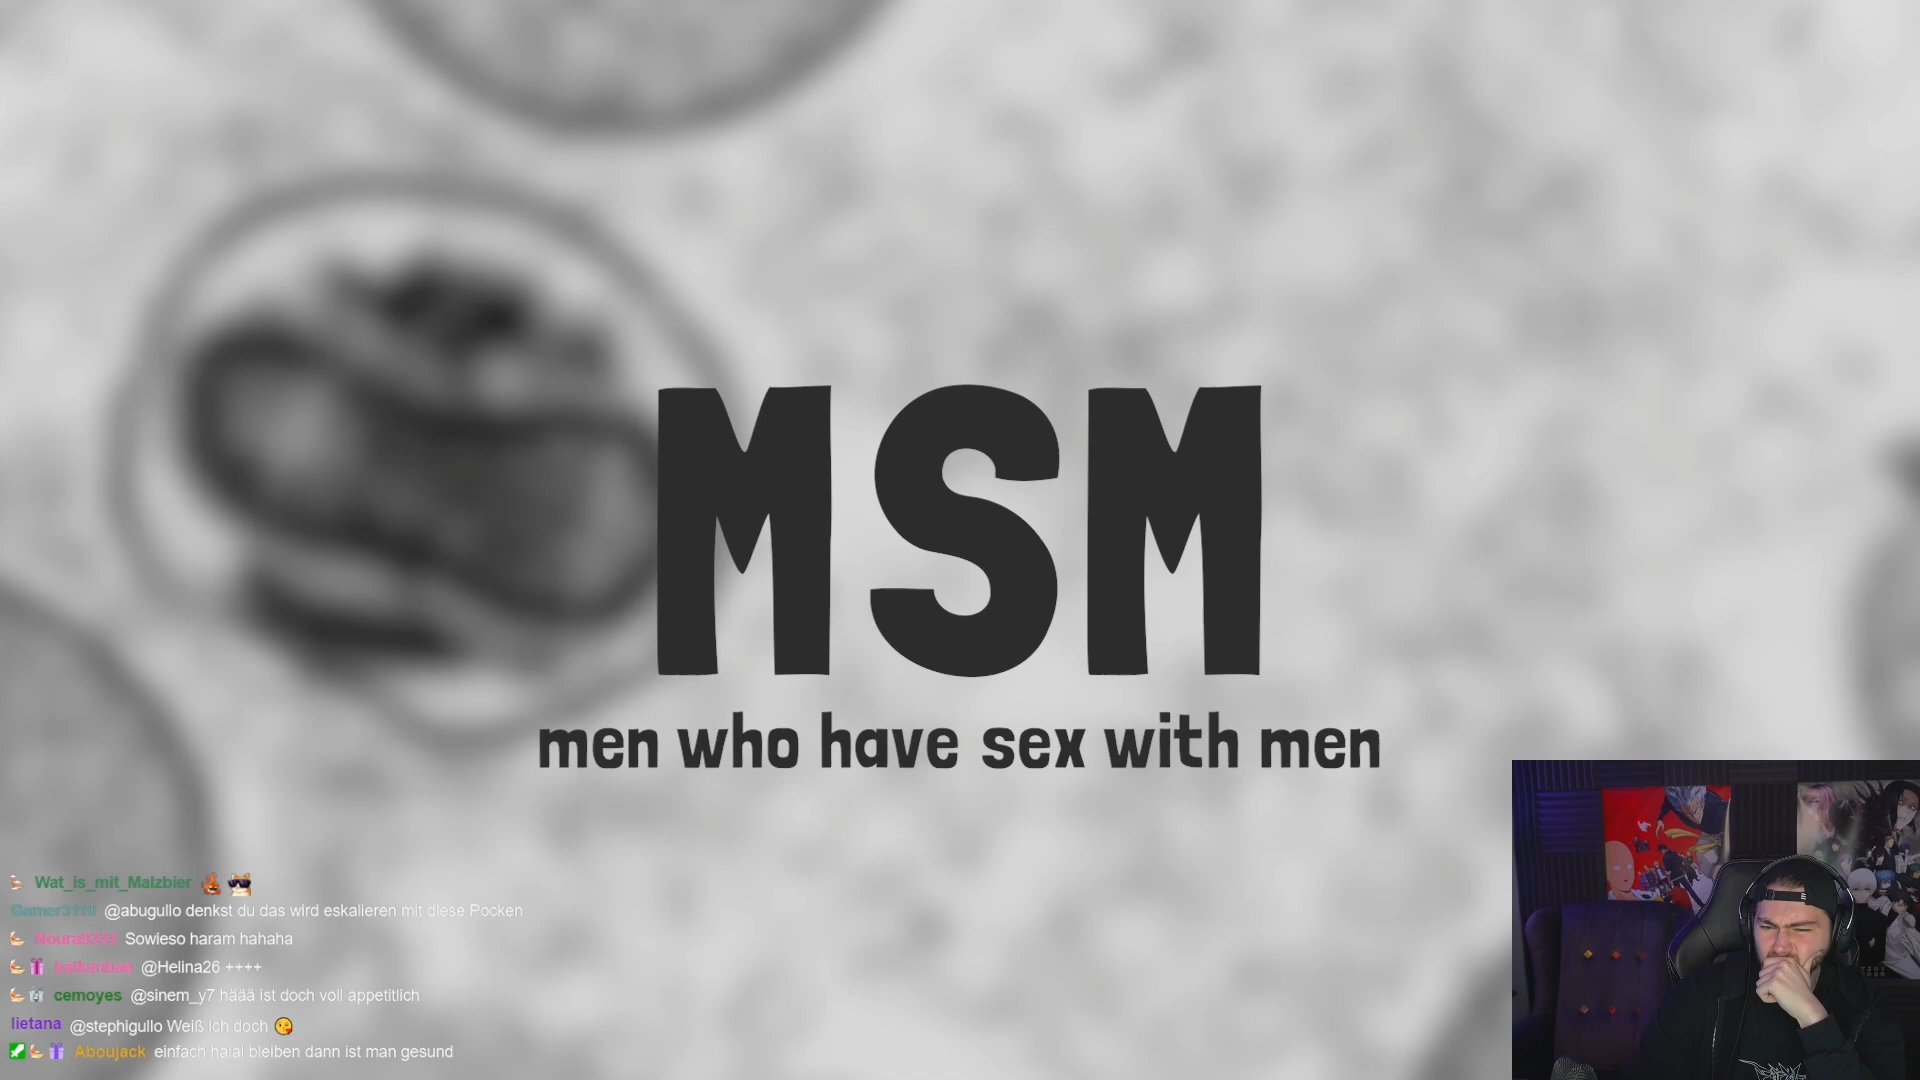 MSM
men who have sex with men
Wat_is_mit_Malzbier
Gamer3110 @abugullo denkst du das wird eskalieren mit diese Pocken
Sowieso haram hahaha
balkanbae @Helina26 ++++
cemoyes @sinem_y7 häää ist doch voll appetitlich
lietana @stephigullo Weiß ich doch
Aboujack einfach halal bleiben dann ist man gesund